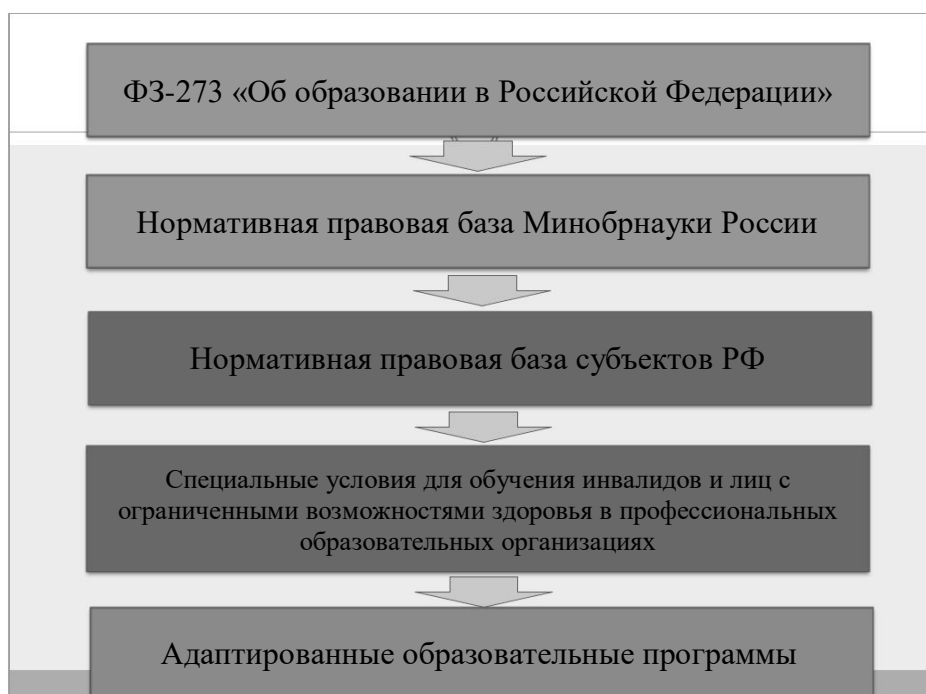 ФЗ-273 «Об образовании в Российской Федерации»
Нормативная правовая база Минобрнауки России
Нормативная правовая база субъектов РФ
Специальные условия для обучения инвалидов и лиц с
ограниченными возможностями здоровья в профессиональных
образовательных организациях
Адаптированные образовательные программы